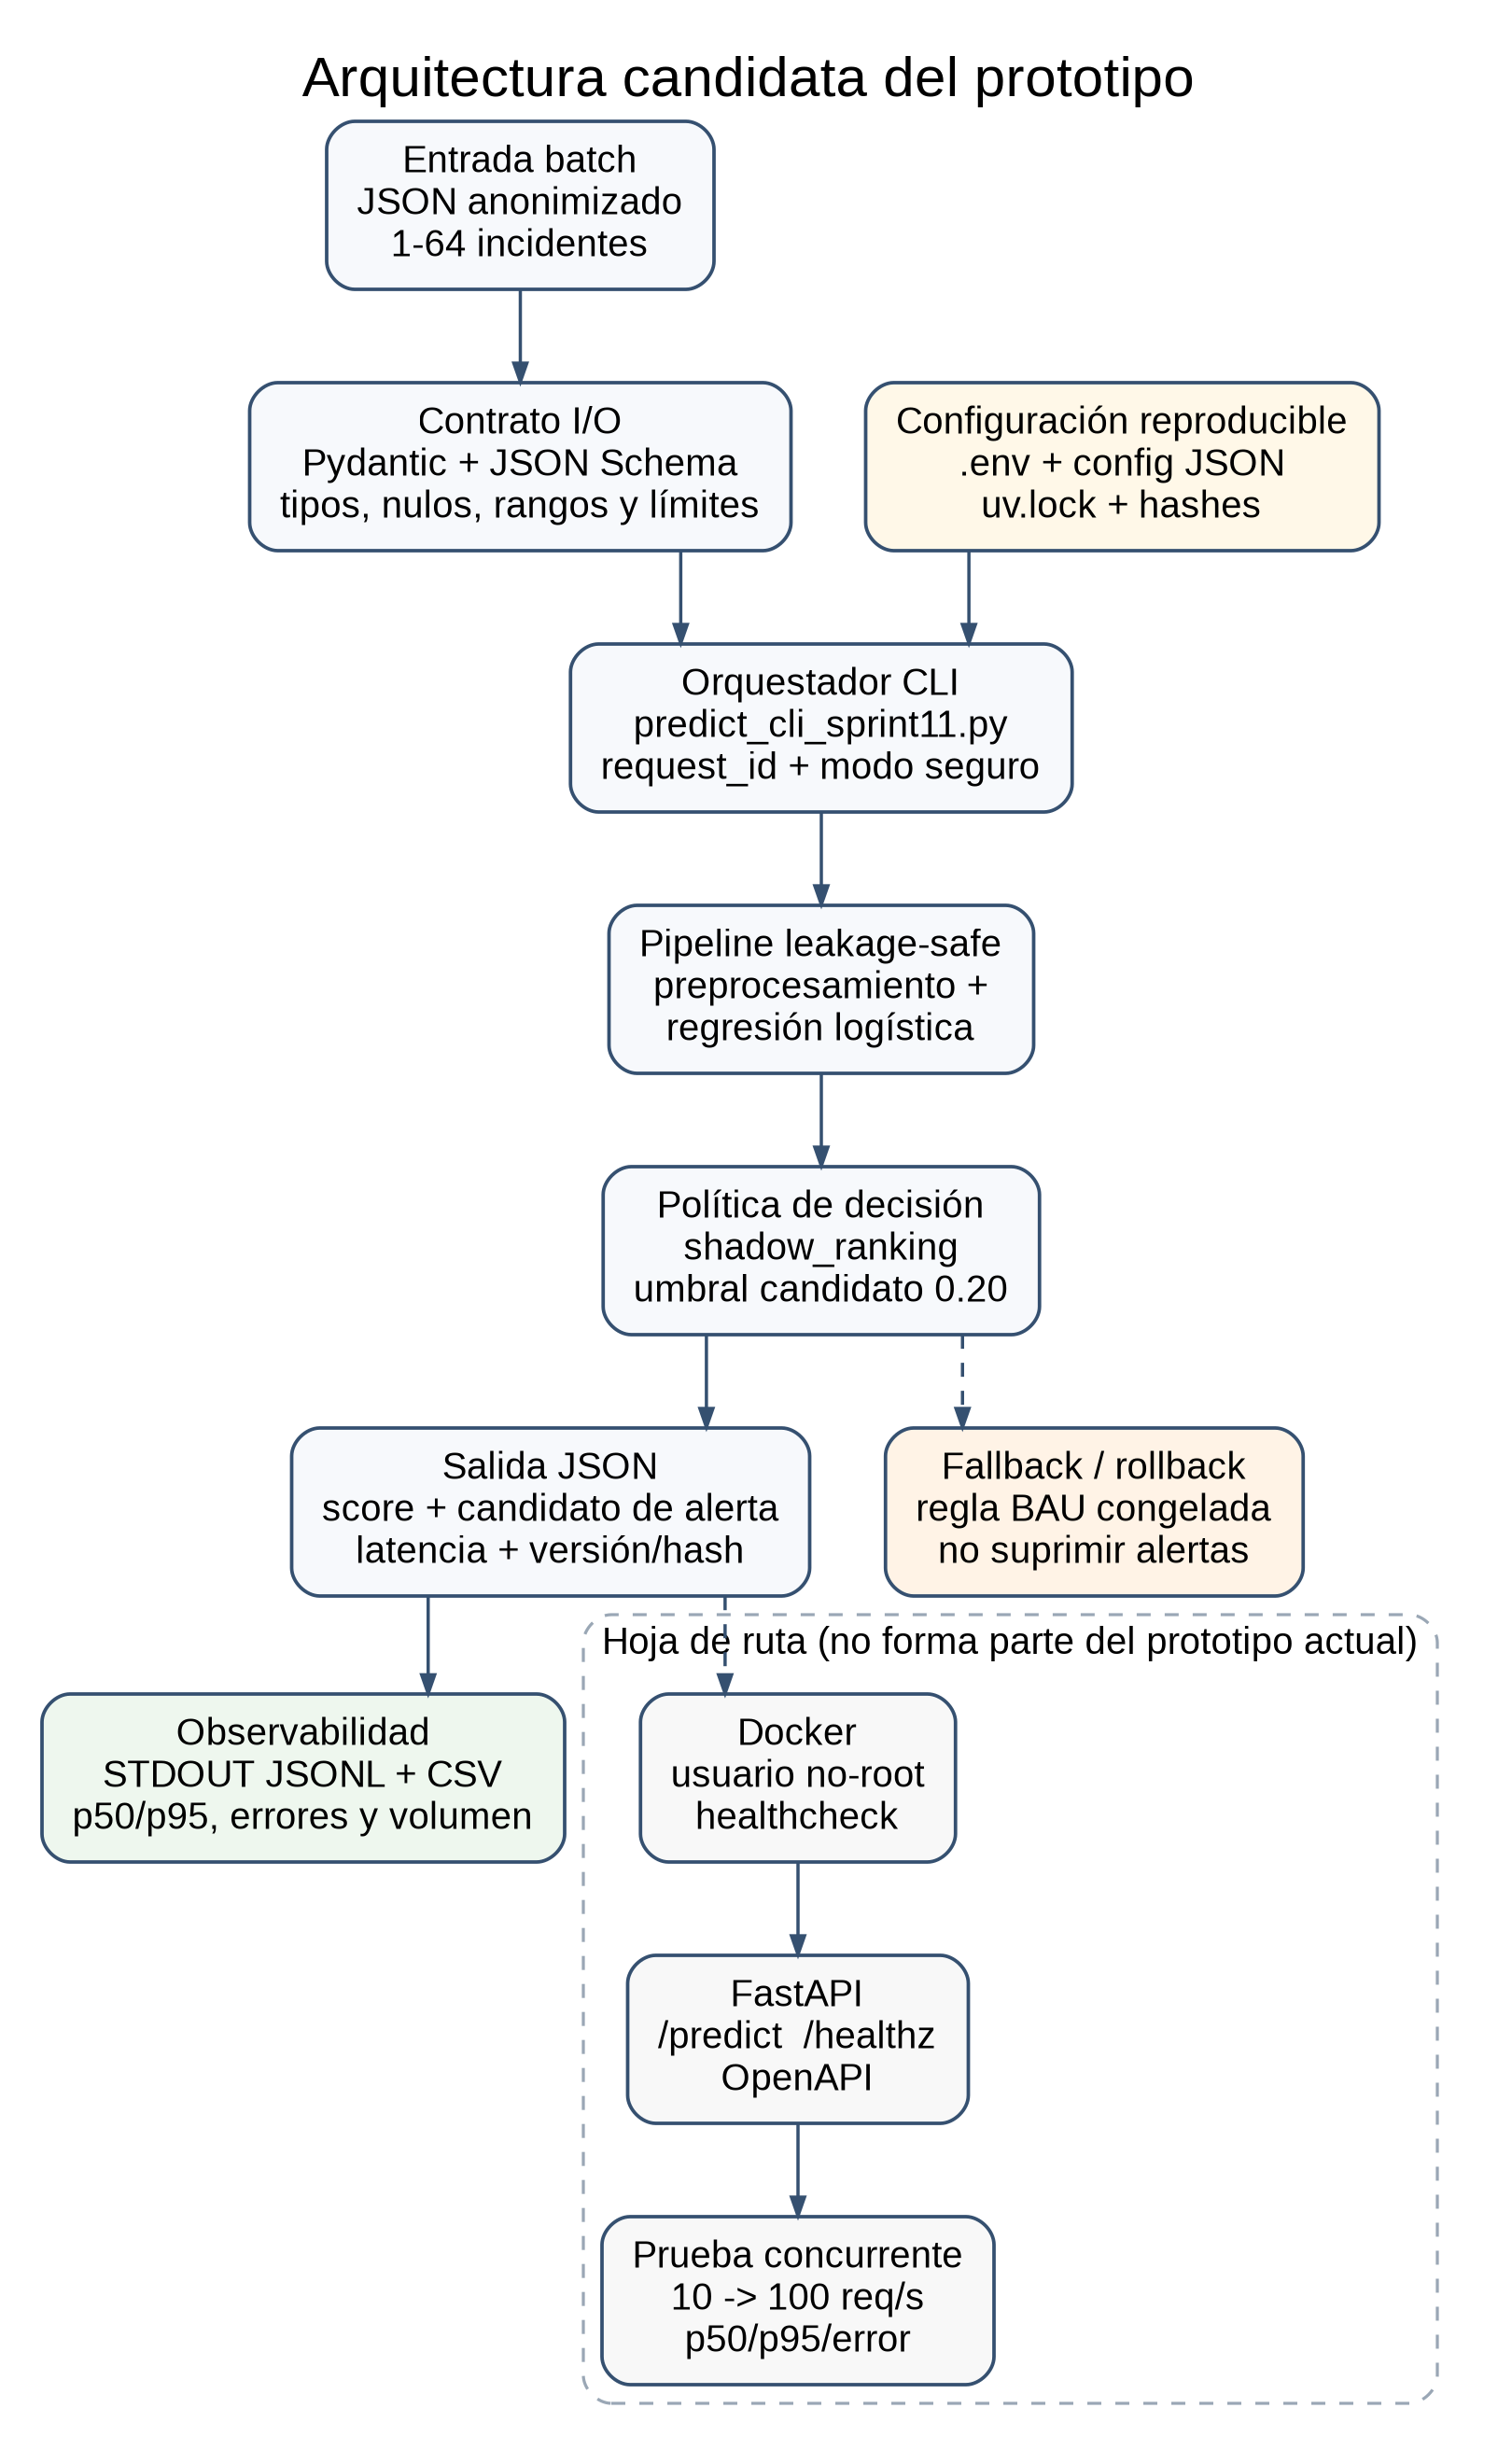 Arquitectura candidata del prototipo
Entrada batch
JSON anonimizado
1-64 incidentes
Contrato I/O
Pydantic + JSON Schema
tipos, nulos, rangos y límites
Configuración reproducible
.env + config JSON
uv.lock + hashes
Orquestador CLI
predict_cli_sprint11.py
request_id + modo seguro
Pipeline leakage-safe
preprocesamiento +
regresión logística
Política de decisión
shadow_ranking
umbral candidato 0.20
Salida JSON
score + candidato de alerta
latencia + versión/hash
Fallback / rollback
regla BAU congelada
no suprimir alertas
Hoja de ruta (no forma parte del prototipo actual)
Observabilidad
STDOUT JSONL + CSV
p50/p95, errores y volumen
Docker
usuario no-root
healthcheck
FastAPI
/predict  /healthz
OpenAPI
Prueba concurrente
10 -> 100 req/s
p50/p95/error